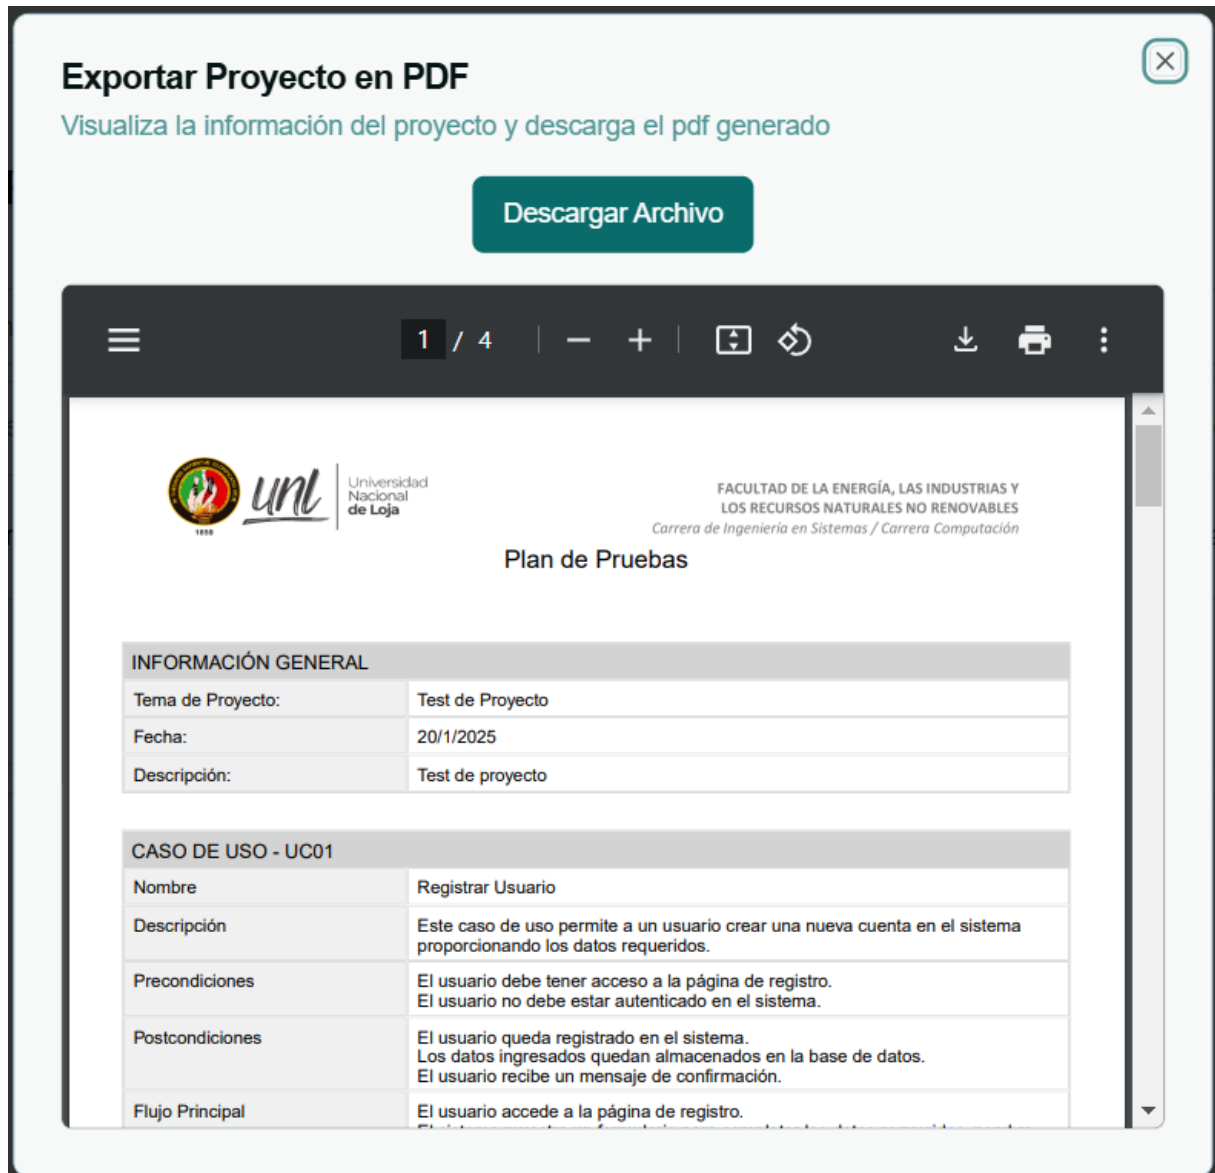 Exportar Proyecto en PDF
Visualiza la información del proyecto y descarga el pdf generado
Descargar Archivo
1 / 4
1859
unl
Universidad
Nacional
de Loja
FACULTAD DE LA ENERGÍA, LAS INDUSTRIAS Y
LOS RECURSOS NATURALES NO RENOVABLES
Carrera de Ingeniería en Sistemas / Carrera Computación
Plan de Pruebas
INFORMACIÓN GENERAL
Tema de Proyecto: Test de Proyecto
Fecha: 20/1/2025
Descripción: Test de proyecto
CASO DE USO - UC01
Nombre Registrar Usuario
Descripción Este caso de uso permite a un usuario crear una nueva cuenta en el sistema
proporcionando los datos requeridos.
Precondiciones El usuario debe tener acceso a la página de registro.
El usuario no debe estar autenticado en el sistema.
Postcondiciones El usuario queda registrado en el sistema.
Los datos ingresados quedan almacenados en la base de datos.
El usuario recibe un mensaje de confirmación.
Flujo Principal El usuario accede a la página de registro.